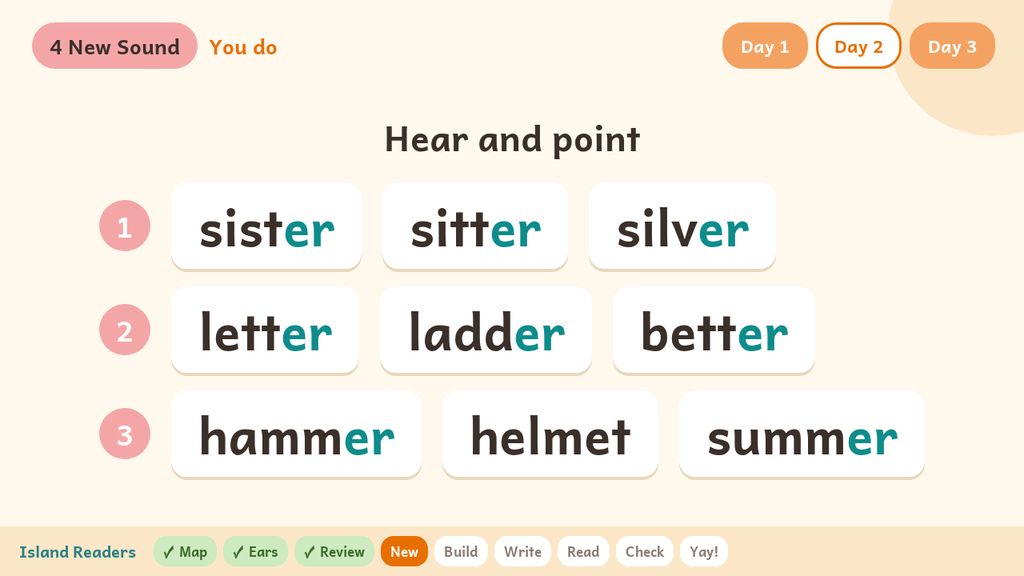 4 New Sound You do Day 1 Day 2 Day 3
Hear and point
1 sister sitter silver
2 letter ladder better
3 hammer helmet summer
Island Readers ✓ Map ✓ Ears ✓ Review New Build Write Read Check Yay!